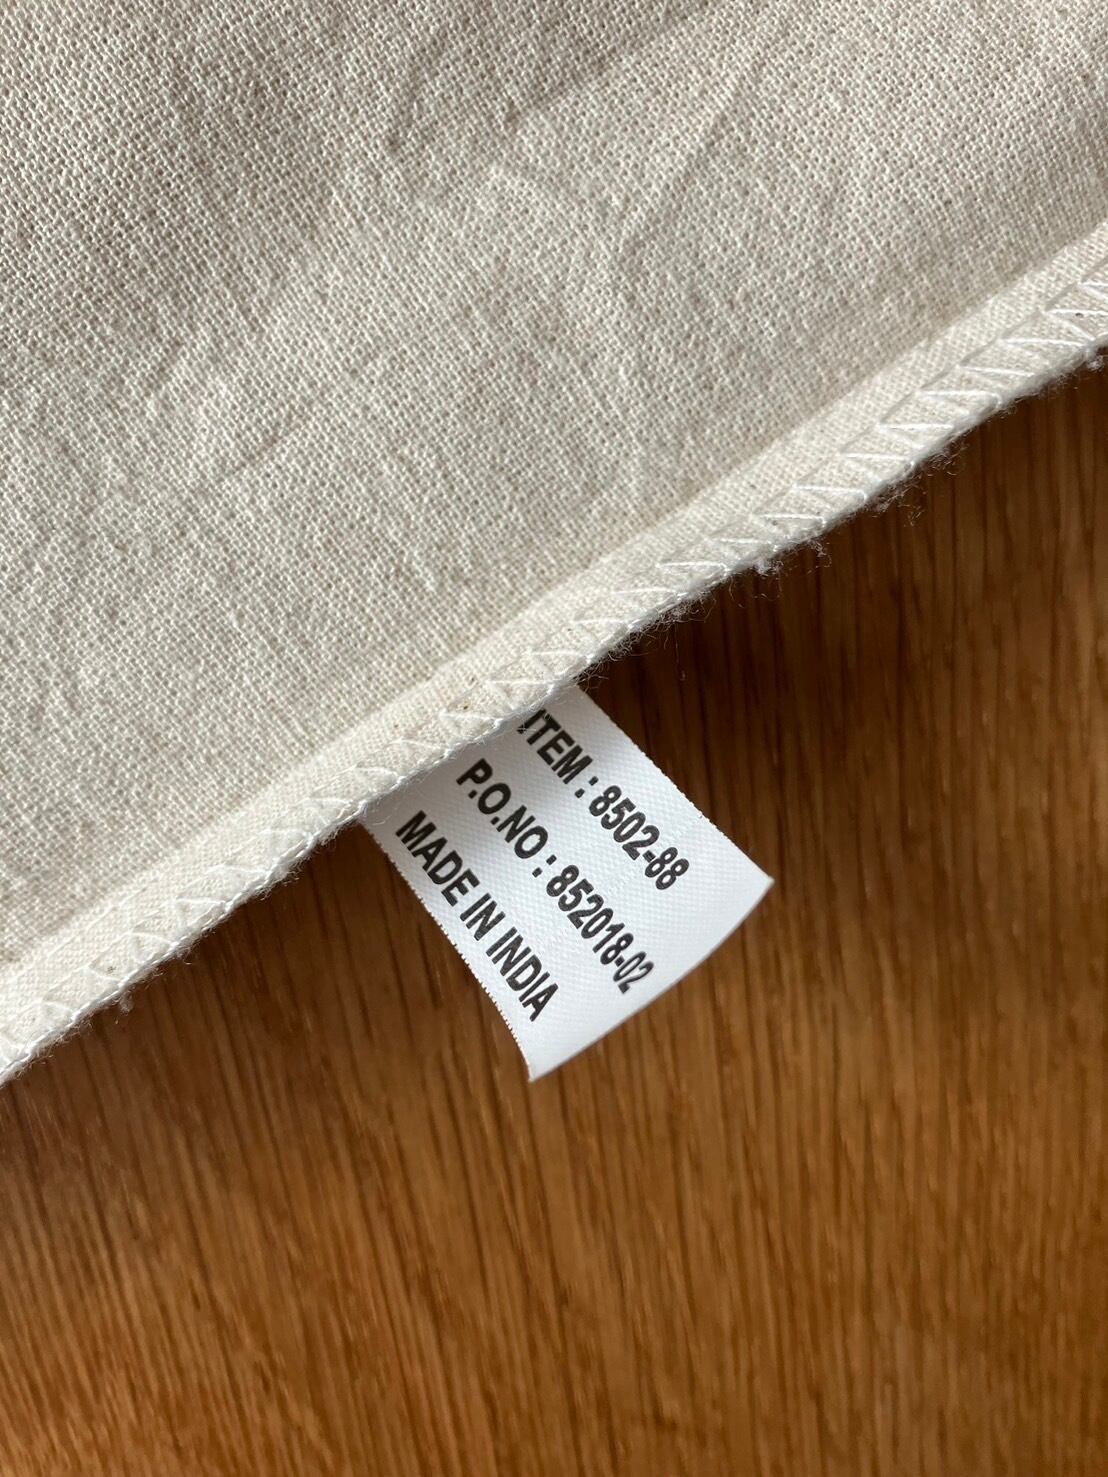 ITEM : 8502-88
P.O.NO : 852018-02
MADE IN INDIA